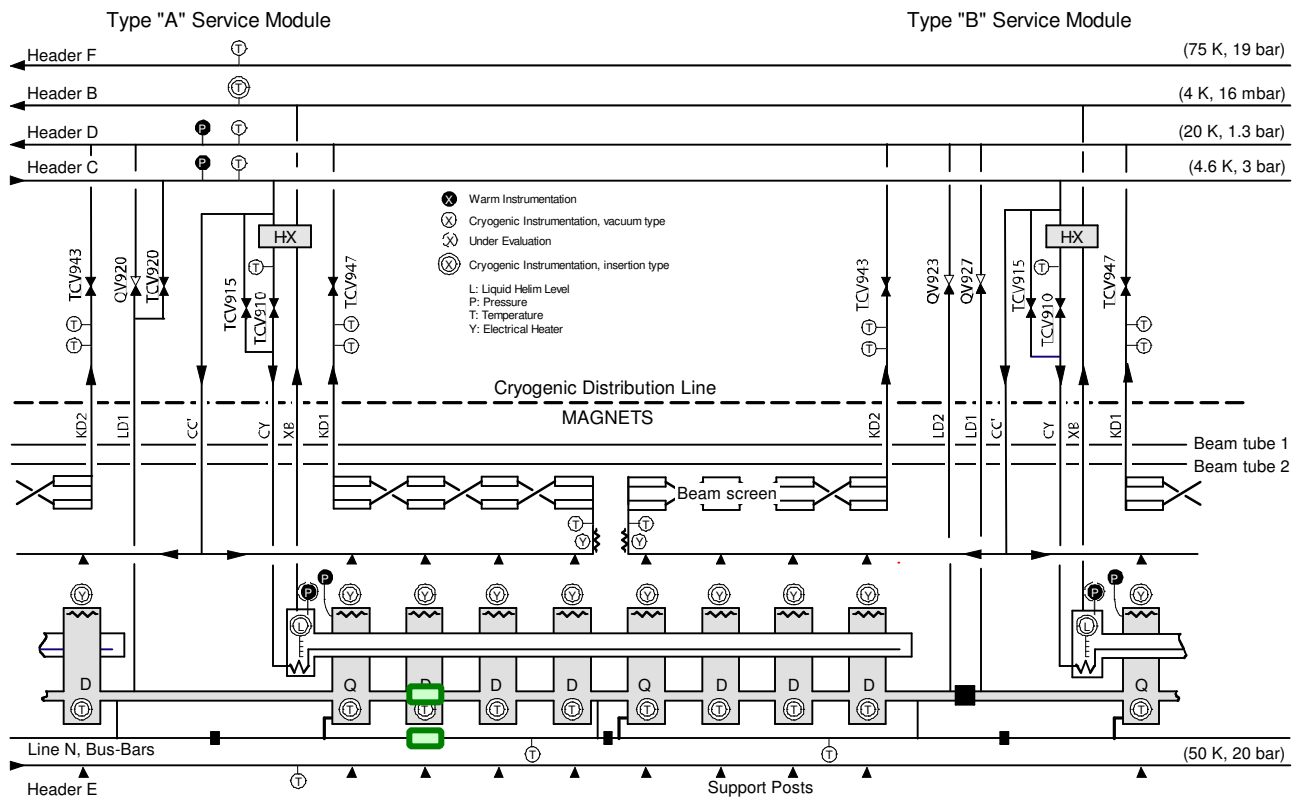 Type "A" Service Module
Type "B" Service Module
T
Header F
(75 K, 19 bar)
T
Header B
(4 K, 16 mbar)
P T
Header D
(20 K, 1.3 bar)
P T
Header C
(4.6 K, 3 bar)
X Warm Instrumentation
X Cryogenic Instrumentation, vacuum type
X Under Evaluation
X Cryogenic Instrumentation, insertion type
L: Liquid Helim Level
P: Pressure
T: Temperature
Y: Electrical Heater
HX
HX
TCV943
QV920
TCV920
TCV915
TCV910
TCV947
TCV943
QV923
QV927
TCV915
TCV910
TCV947
T T
T T T T T T
T T T T
Cryogenic Distribution Line
MAGNETS
KD2
LD1
CC'
CY
XB
KD1
KD2
LD2
LD1
CC'
CY
XB
KD1
Beam tube 1
Beam tube 2
Beam screen
T T
Y Y
P P P P
Y Y Y Y Y Y Y Y Y
L L
D Q D D D Q D D D Q
T T T T T T T T T T
Line N, Bus-Bars
T T
(50 K, 20 bar)
T
Header E
Support Posts